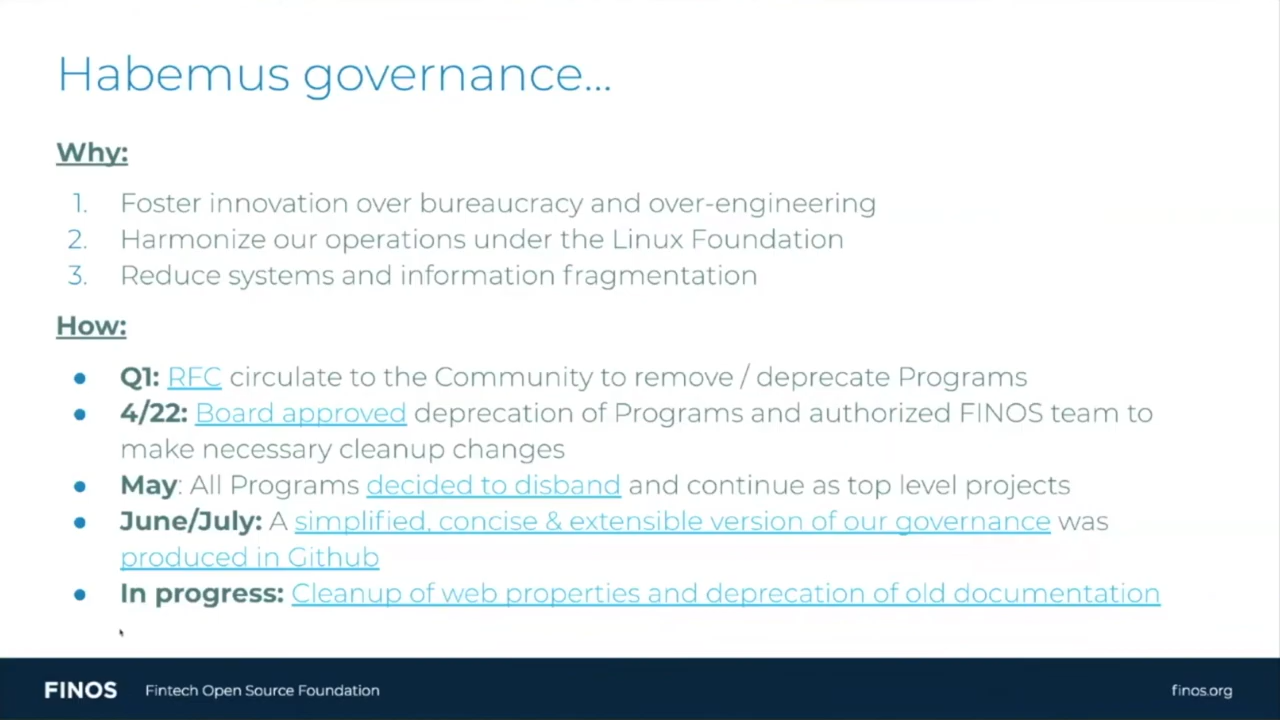 Habemus governance...
Why:
1. Foster innovation over bureaucracy and over-engineering
2. Harmonize our operations under the Linux Foundation
3. Reduce systems and information fragmentation
How:
● Q1: RFC circulate to the Community to remove / deprecate Programs
● 4/22: Board approved deprecation of Programs and authorized FINOS team to
make necessary cleanup changes
● May: All Programs decided to disband and continue as top level projects
● June/July: A simplified, concise & extensible version of our governance was
produced in Github
● In progress: Cleanup of web properties and deprecation of old documentation
FINOS Fintech Open Source Foundation finos.org